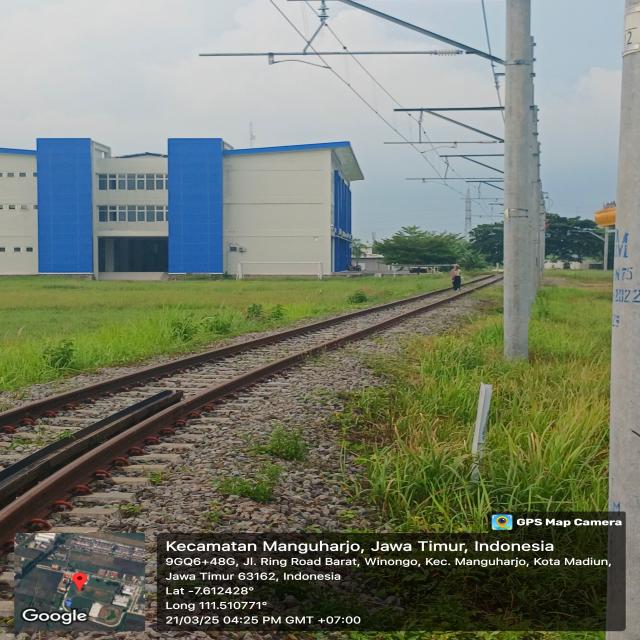 2
M
GPS Map Camera
Kecamatan Manguharjo, Jawa Timur, Indonesia
9GQ6+48G, Jl. Ring Road Barat, Winongo, Kec. Manguharjo, Kota Madiun,
Jawa Timur 63162, Indonesia
Lat -7.612428°
Long 111.510771°
21/03/25 04:25 PM GMT +07:00
Google